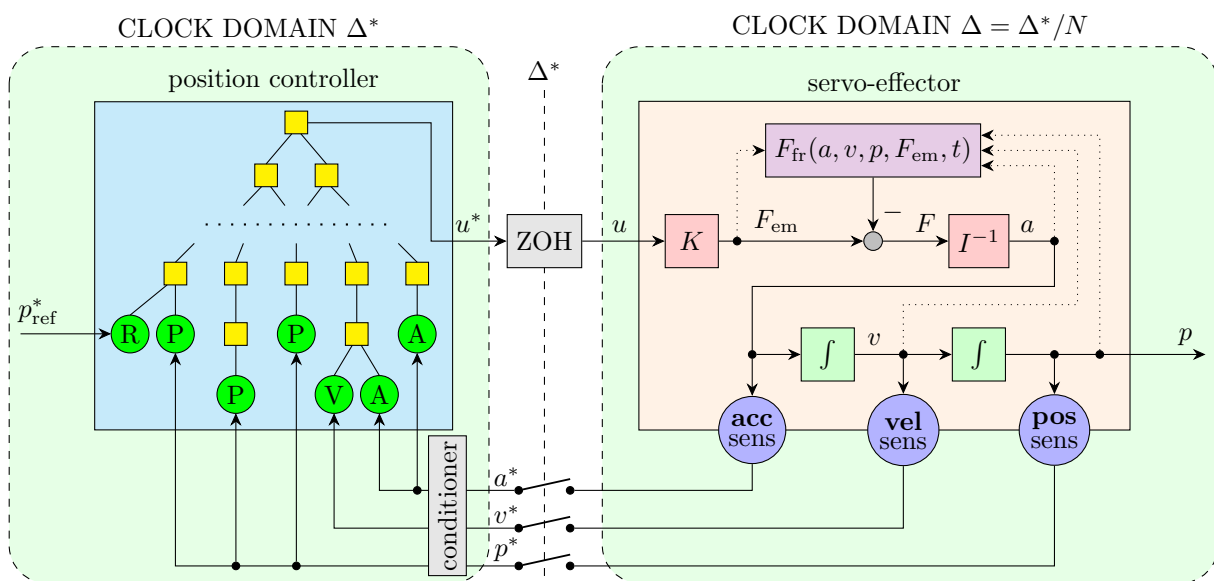 CLOCK DOMAIN Δ*
CLOCK DOMAIN Δ = Δ*/N
position controller
Δ*
servo-effector
F_fr(a, v, p, F_em, t)
−
u*
ZOH
u
K
F_em
F
I⁻¹
a
p*_ref
R
P
P
A
∫
v
∫
p
P
V
A
acc
sens
vel
sens
pos
sens
conditioner
a*
v*
p*